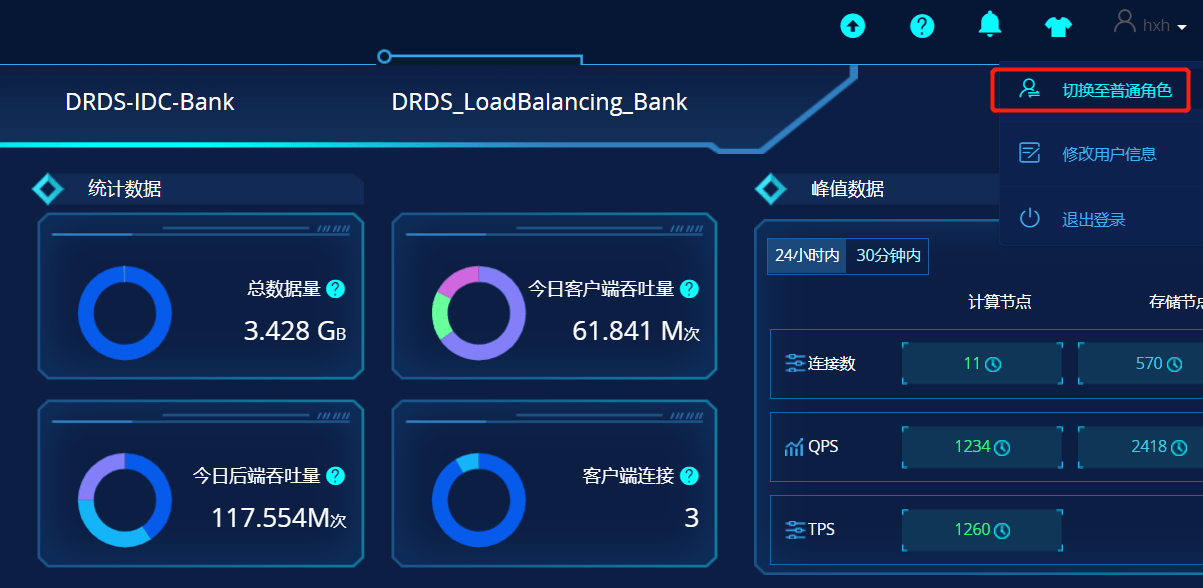 hxh
DRDS-IDC-Bank
DRDS_LoadBalancing_Bank
切换至普通角色
修改用户信息
退出登录
统计数据
总数据量 ?
3.428 GB
今日客户端吞吐量 ?
61.841 M次
今日后端吞吐量 ?
117.554M次
客户端连接 ?
3
峰值数据
24小时内 30分钟内
计算节点 存储节点
连接数 11 570
QPS 1234 2418
TPS 1260